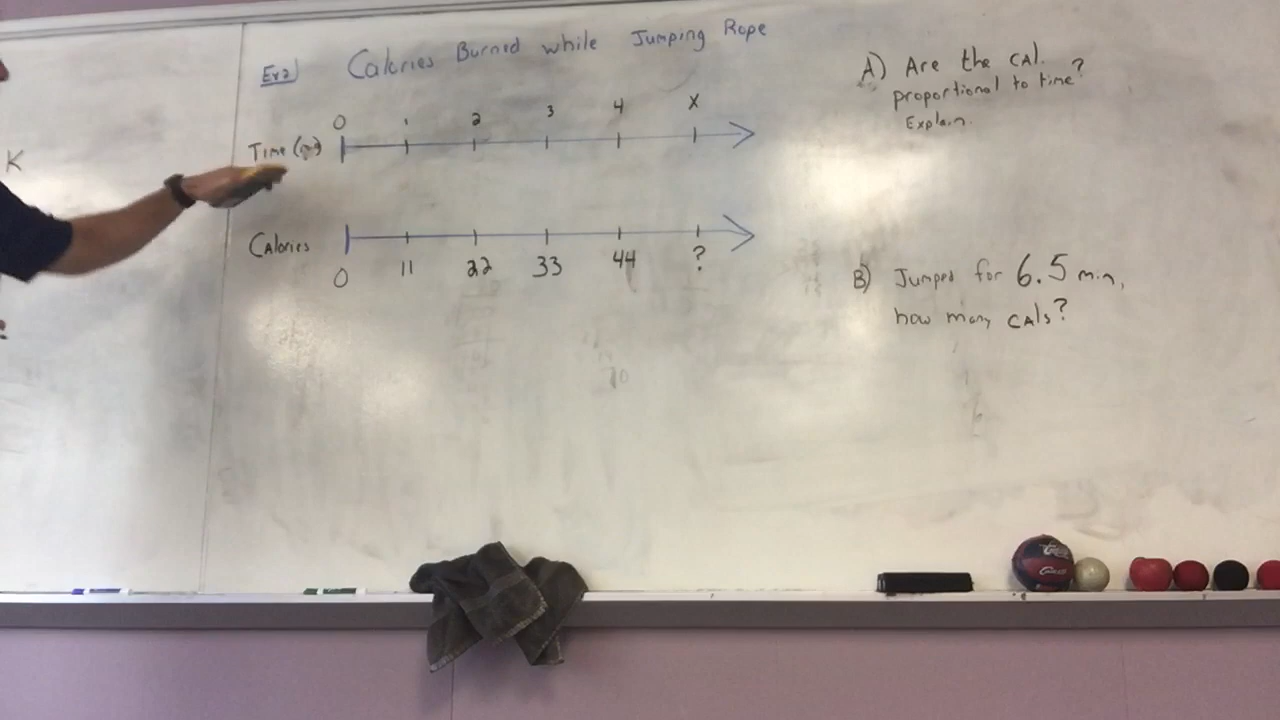 Calories Burned while Jumping Rope
Ex2)
0 1 2 3 4 X
Time (m)
Calories
0 11 22 33 44 ?
A) Are the CAl.
proportional to time?
Explain.
B) Jumped for 6.5 min,
how many CAls?
K